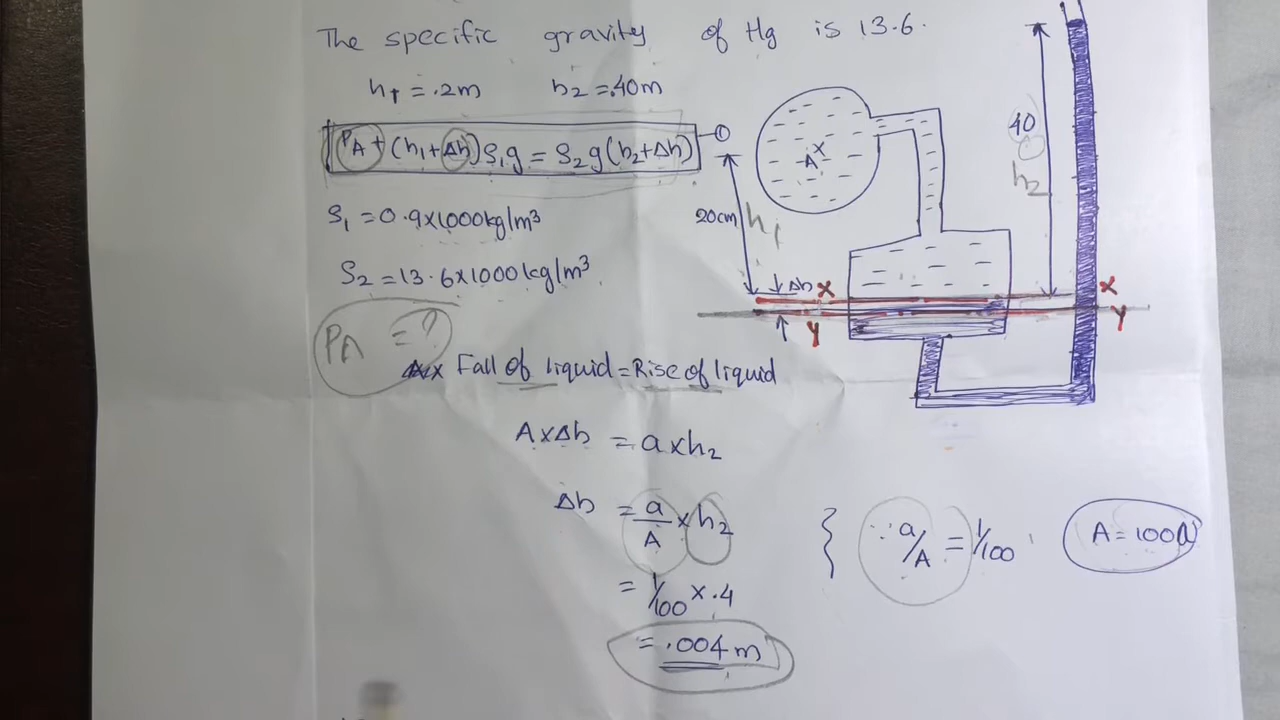 The specific gravity of Hg is 13.6.
h1 = .2m h2 = .40m
PA + (h1+Δh)S1g = S2g(h2+Δh) ①
S1 = 0.9x1000kg/m³
S2 = 13.6x1000kg/m³
PA = ?
Fall of liquid = Rise of liquid
A x Δh = a x h2
Δh = a/A x h2 { ∵ a/A = 1/100 A = 100a
= 1/100 x .4
= .004 m
A x
20cm h1
40
h2
Δh X X
Y Y